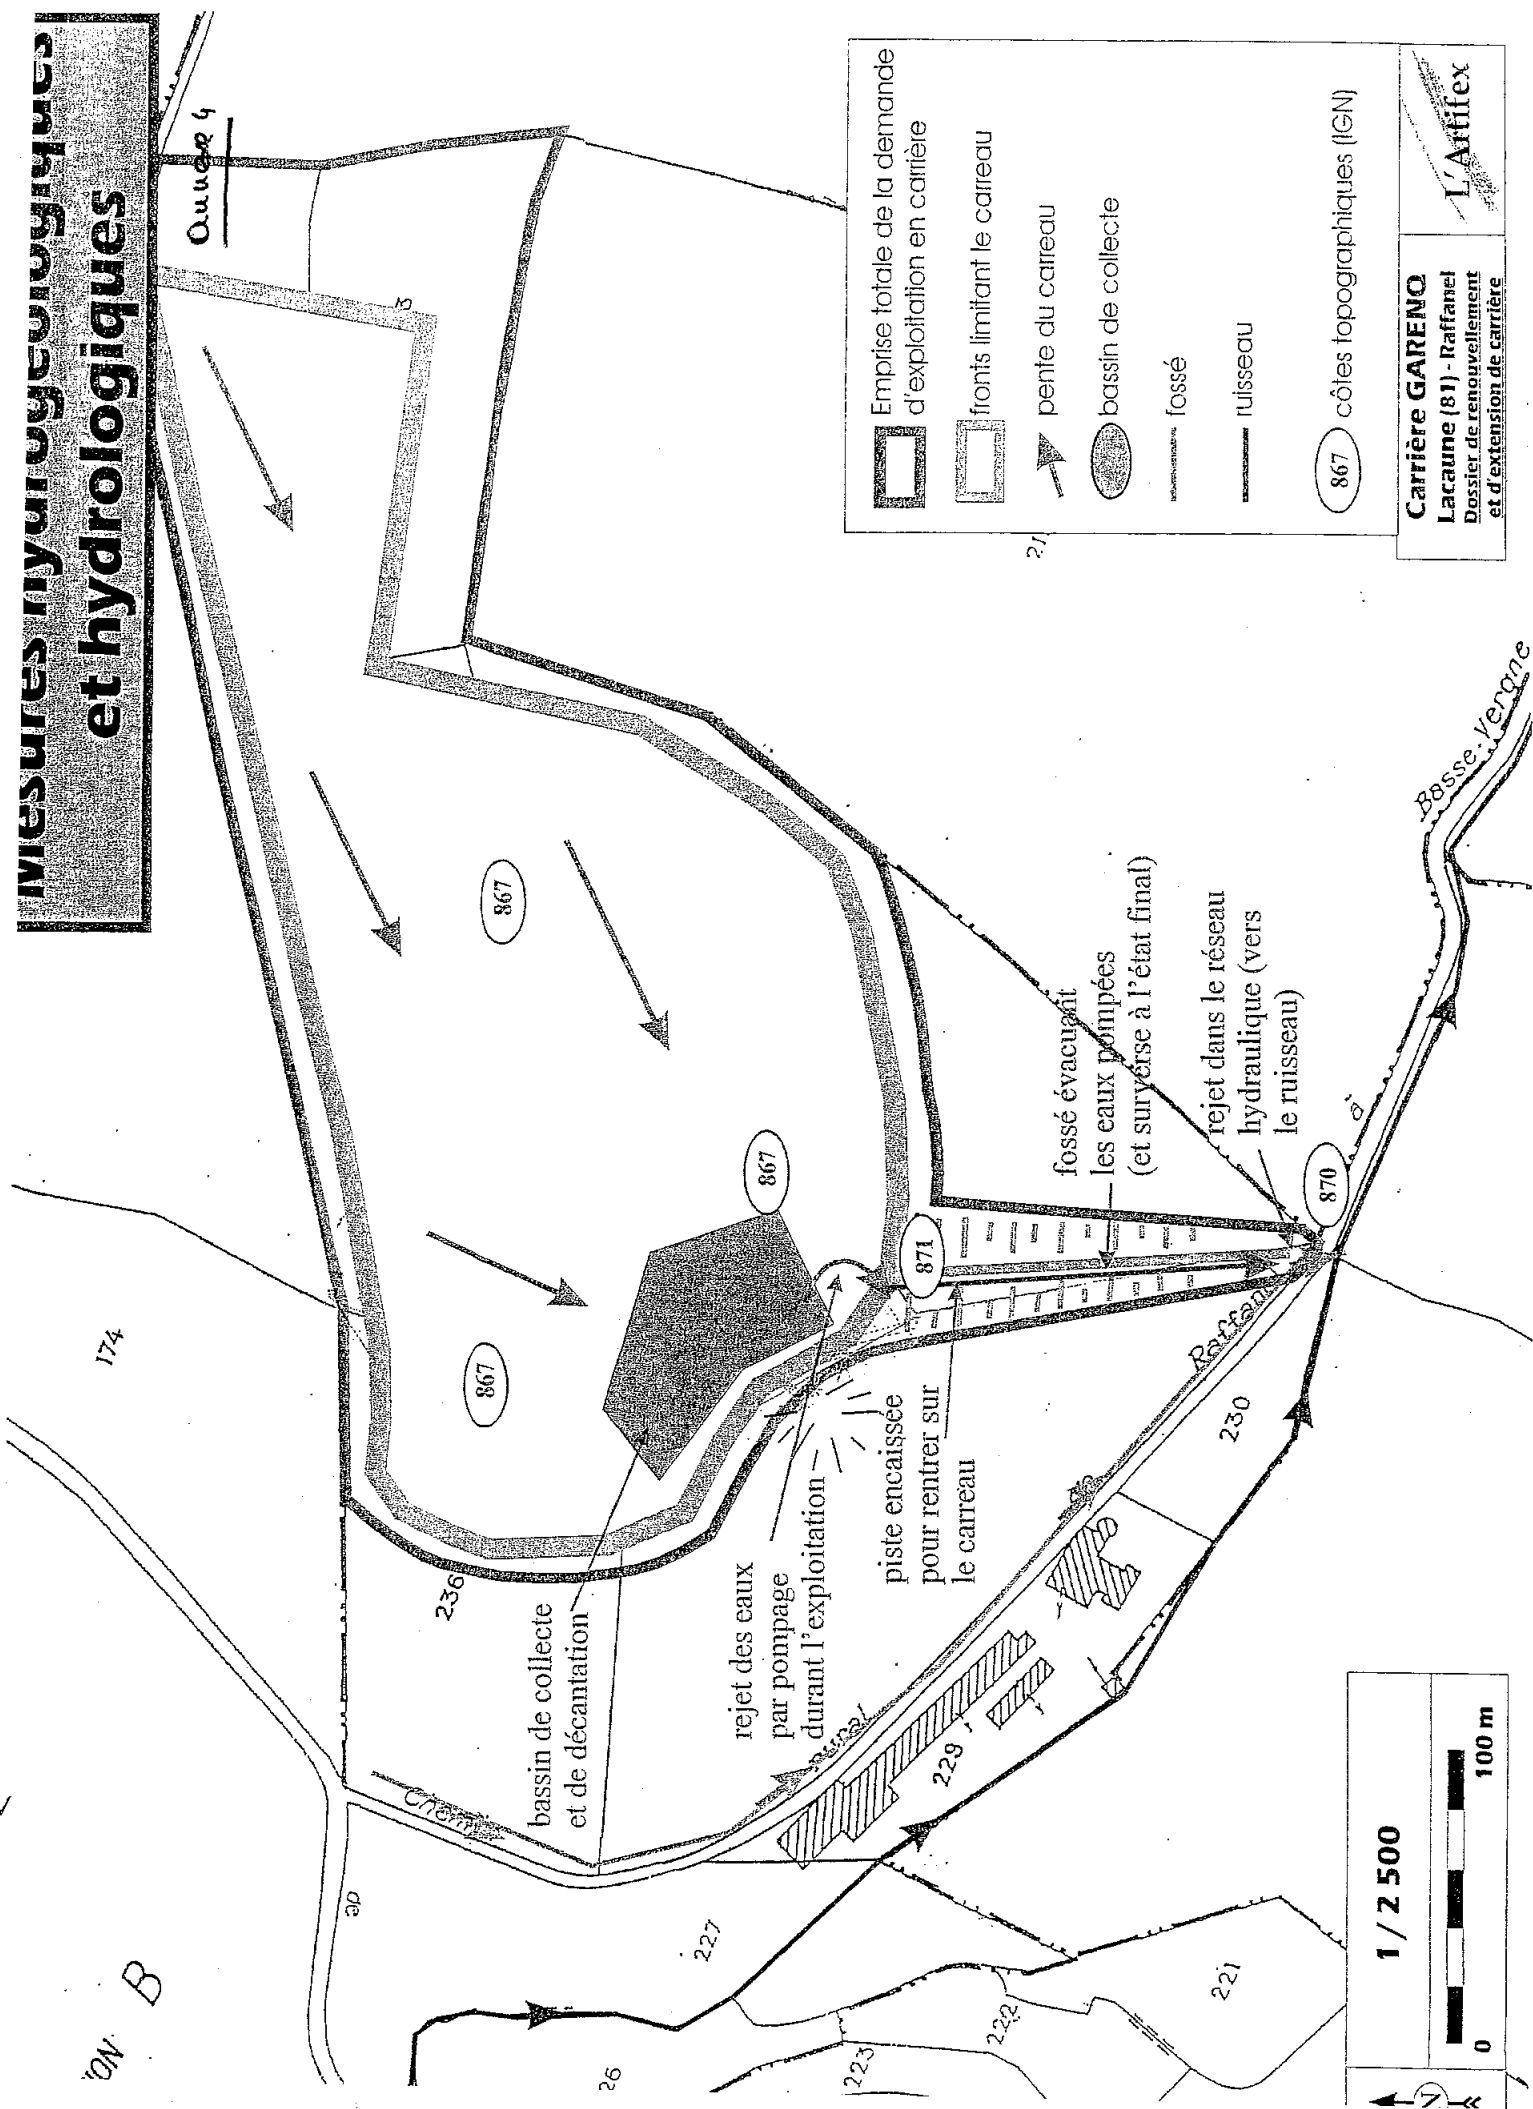 Mesures hydrogéologiques
et hydrologiques
annexe 4
Emprise totale de la demande
d'exploitation en carrière
fronts limitant le carreau
pente du carreau
bassin de collecte
fossé
ruisseau
867
côtes topographiques (IGN)
Carrière GARENQ
Lacaune (81) - Raffanel
Dossier de renouvellement
et d'extension de carrière
L'Artifex
3
21
867
867
867
871
870
174
236
230
229
227
26
223
222
221
B
de
Chemin
rural
à
Basse-Vergne
bassin de collecte
et de décantation
rejet des eaux
par pompage
durant l'exploitation
piste encaissée
pour rentrer sur
le carreau
fossé évacuant
les eaux pompées
(et surverse à l'état final)
rejet dans le réseau
hydraulique (vers
le ruisseau)
1 / 2 500
0
100 m
N